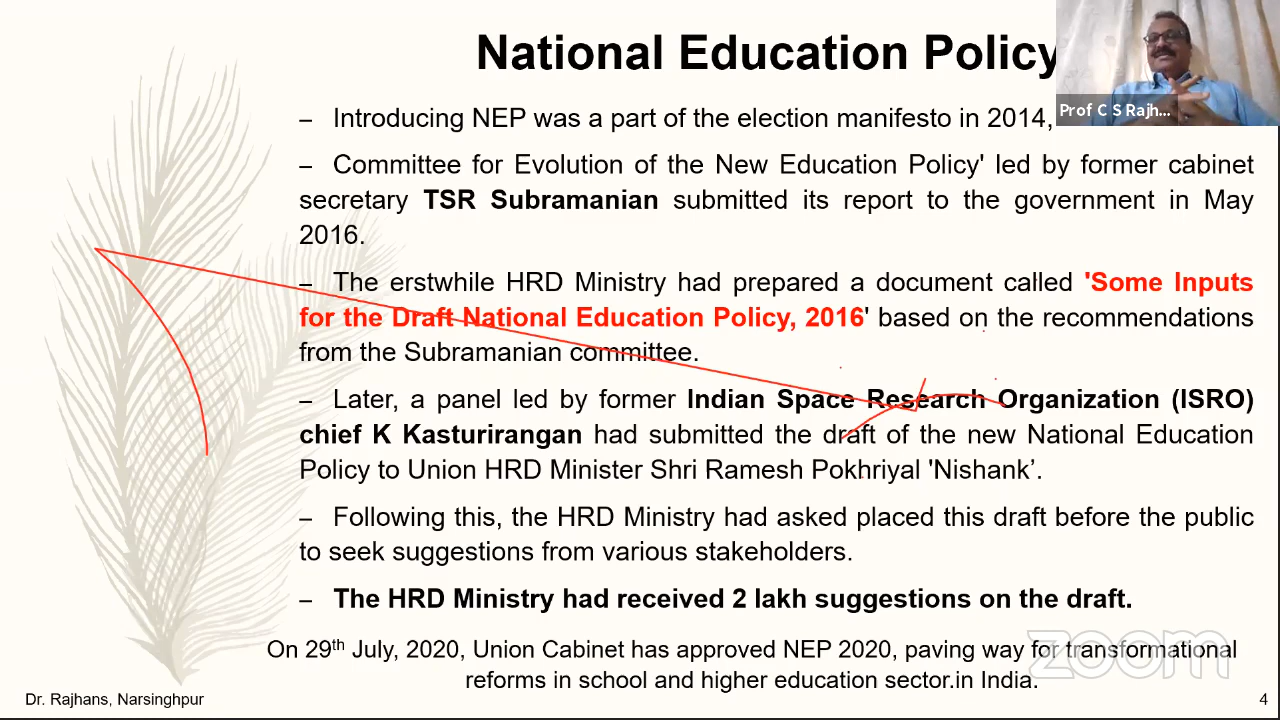 National Education Policy
Prof C S Rajh...
– Introducing NEP was a part of the election manifesto in 2014,
– Committee for Evolution of the New Education Policy' led by former cabinet
secretary TSR Subramanian submitted its report to the government in May
2016.
– The erstwhile HRD Ministry had prepared a document called 'Some Inputs
for the Draft National Education Policy, 2016' based on the recommendations
from the Subramanian committee.
– Later, a panel led by former Indian Space Research Organization (ISRO)
chief K Kasturirangan had submitted the draft of the new National Education
Policy to Union HRD Minister Shri Ramesh Pokhriyal 'Nishank’.
– Following this, the HRD Ministry had asked placed this draft before the public
to seek suggestions from various stakeholders.
– The HRD Ministry had received 2 lakh suggestions on the draft.
On 29th July, 2020, Union Cabinet has approved NEP 2020, paving way for transformational
reforms in school and higher education sector.in India.
zoom
Dr. Rajhans, Narsinghpur
4